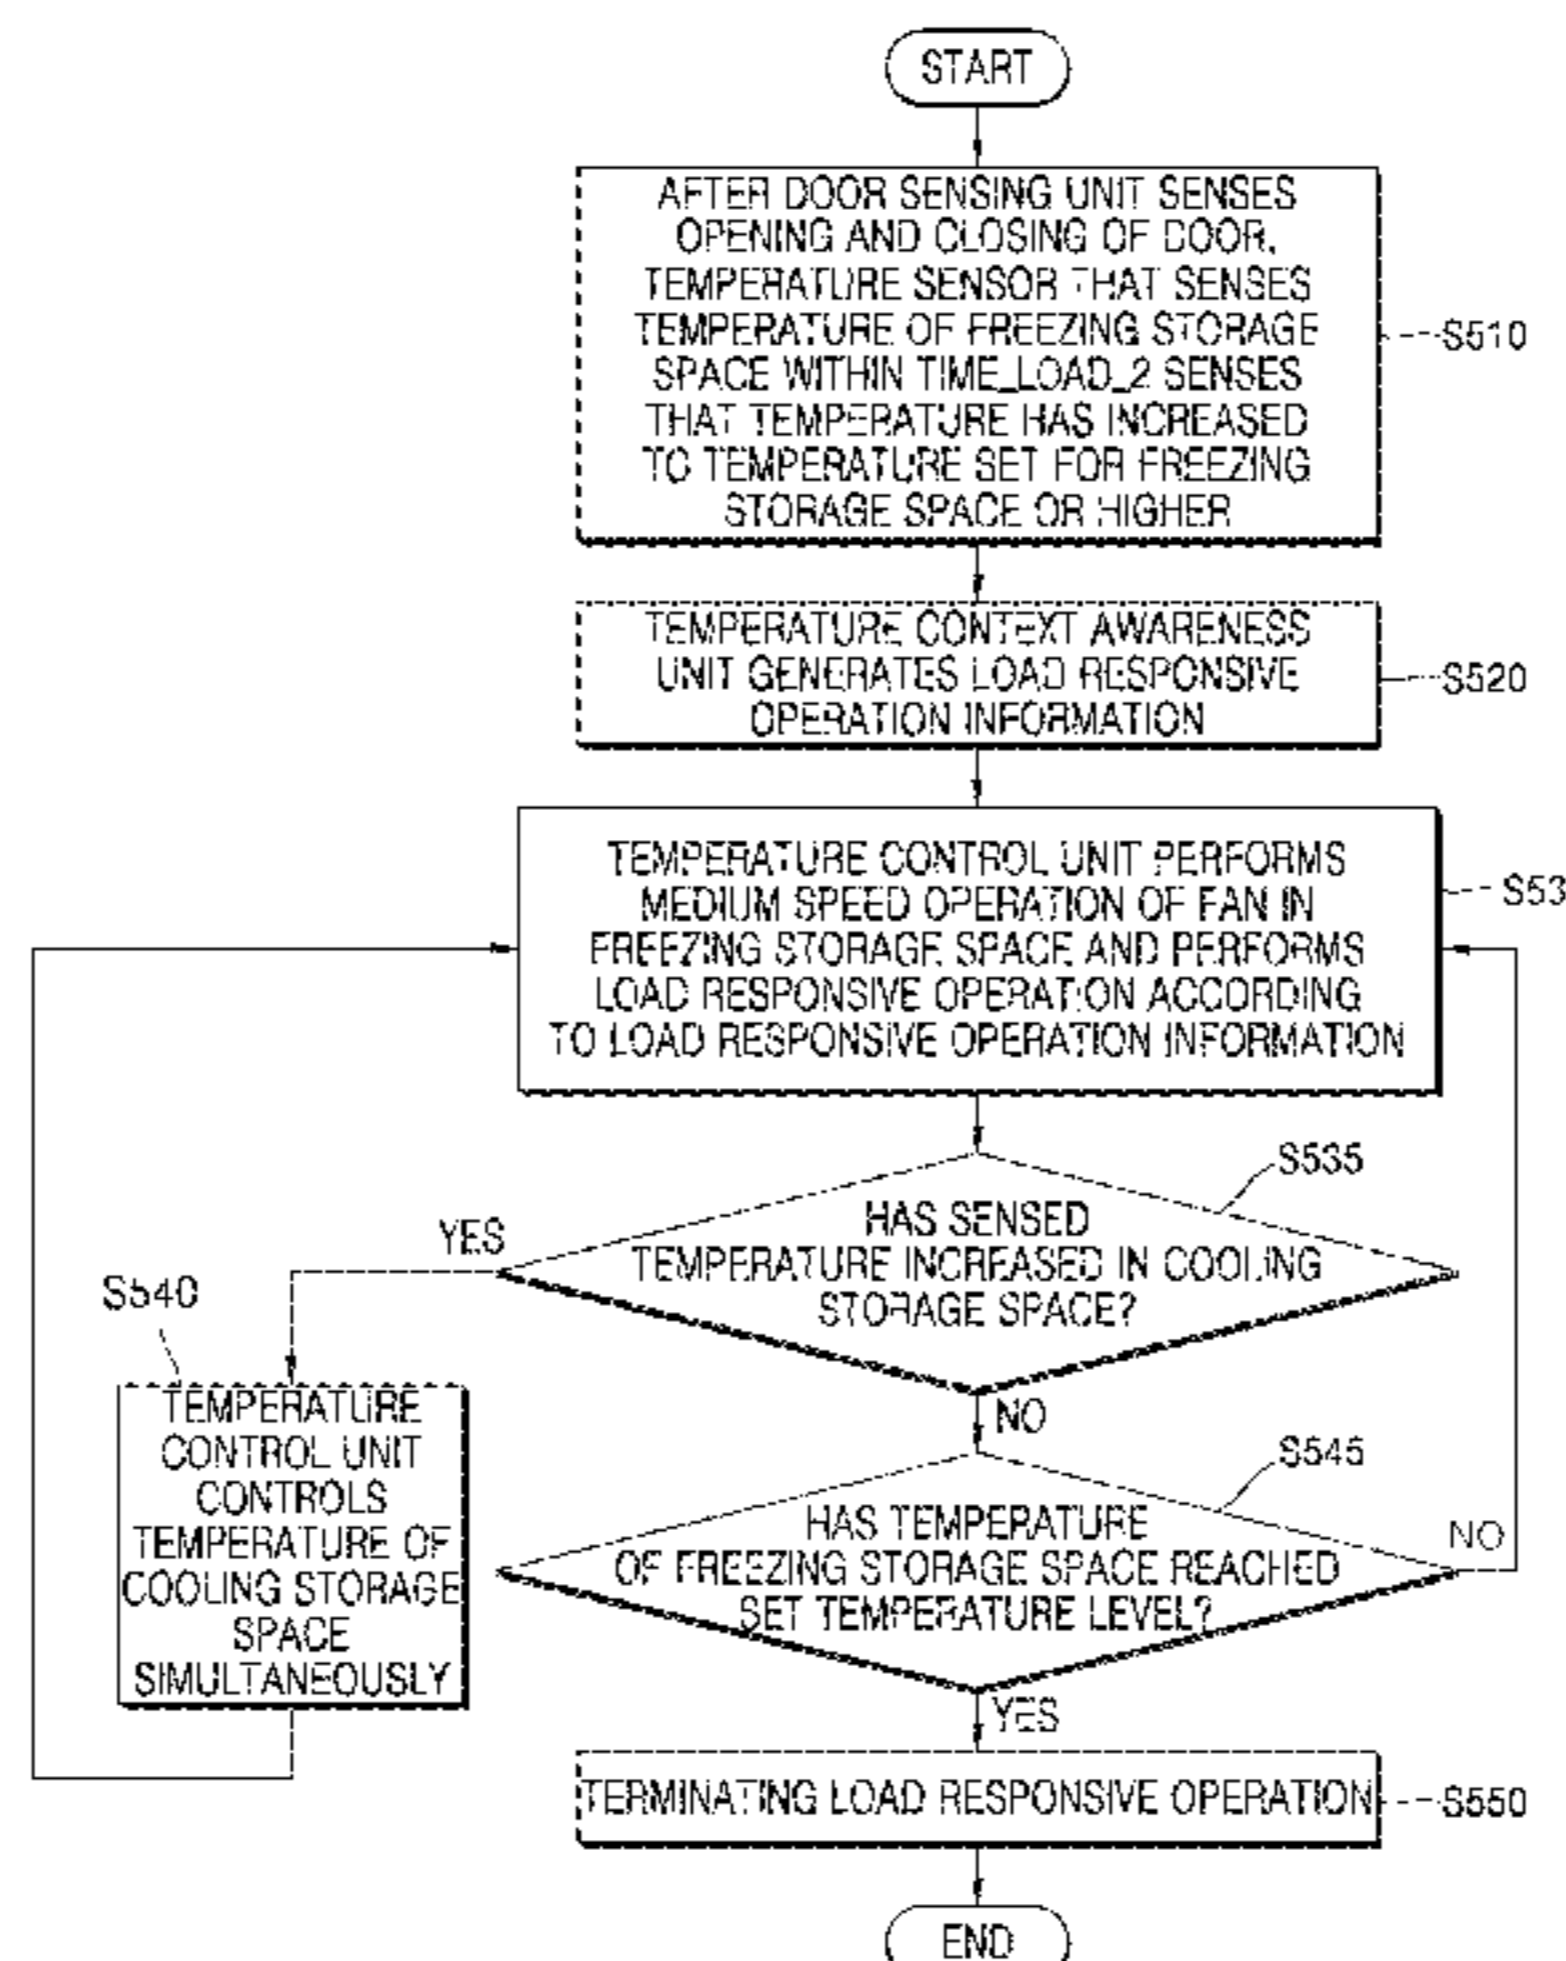 START
AFTER DOOR SENSING UNIT SENSES
OPENING AND CLOSING OF DOOR,
TEMPERATURE SENSOR THAT SENSES
TEMPERATURE OF FREEZING STORAGE
SPACE WITHIN TIME_LOAD_2 SENSES
THAT TEMPERATURE HAS INCREASED
TO TEMPERATURE SET FOR FREEZING
STORAGE SPACE OR HIGHER
S510
TEMPERATURE CONTEXT AWARENESS
UNIT GENERATES LOAD RESPONSIVE
OPERATION INFORMATION
S520
TEMPERATURE CONTROL UNIT PERFORMS
MEDIUM SPEED OPERATION OF FAN IN
FREEZING STORAGE SPACE AND PERFORMS
LOAD RESPONSIVE OPERATION ACCORDING
TO LOAD RESPONSIVE OPERATION INFORMATION
S53
S535
HAS SENSED
TEMPERATURE INCREASED IN COOLING
STORAGE SPACE?
YES
S540
TEMPERATURE
CONTROL UNIT
CONTROLS
TEMPERATURE OF
COOLING STORAGE
SPACE
SIMULTANEOUSLY
NO
S545
HAS TEMPERATURE
OF FREEZING STORAGE SPACE REACHED
SET TEMPERATURE LEVEL?
NO
YES
TERMINATING LOAD RESPONSIVE OPERATION
S550
END